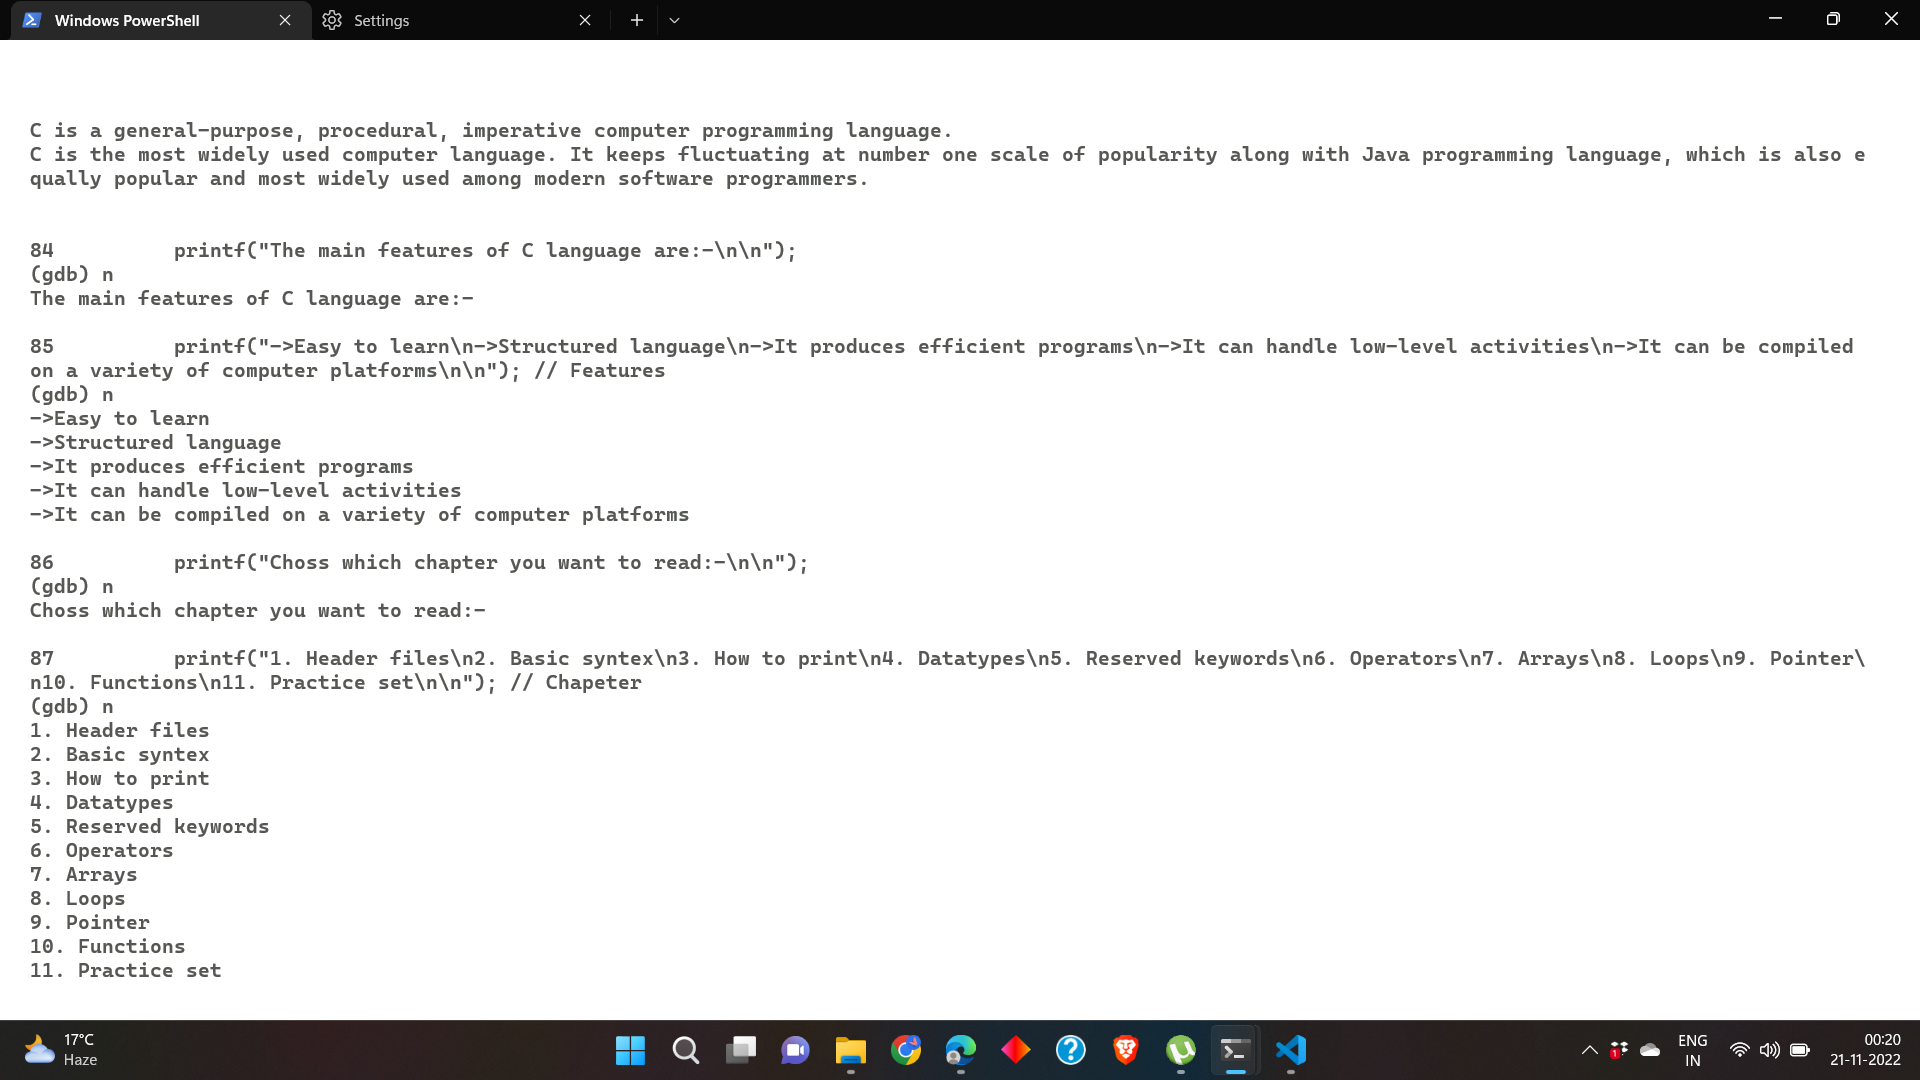 Windows PowerShell
Settings
C is a general-purpose, procedural, imperative computer programming language.
C is the most widely used computer language. It keeps fluctuating at number one scale of popularity along with Java programming language, which is also e
qually popular and most widely used among modern software programmers.
84          printf("The main features of C language are:-\n\n");
(gdb) n
The main features of C language are:-
85          printf("->Easy to learn\n->Structured language\n->It produces efficient programs\n->It can handle low-level activities\n->It can be compiled
on a variety of computer platforms\n\n"); // Features
(gdb) n
->Easy to learn
->Structured language
->It produces efficient programs
->It can handle low-level activities
->It can be compiled on a variety of computer platforms
86          printf("Choss which chapter you want to read:-\n\n");
(gdb) n
Choss which chapter you want to read:-
87          printf("1. Header files\n2. Basic syntex\n3. How to print\n4. Datatypes\n5. Reserved keywords\n6. Operators\n7. Arrays\n8. Loops\n9. Pointer\
n10. Functions\n11. Practice set\n\n"); // Chapeter
(gdb) n
1. Header files
2. Basic syntex
3. How to print
4. Datatypes
5. Reserved keywords
6. Operators
7. Arrays
8. Loops
9. Pointer
10. Functions
11. Practice set
17°C
Haze
1
ENG
IN
00:20
21-11-2022